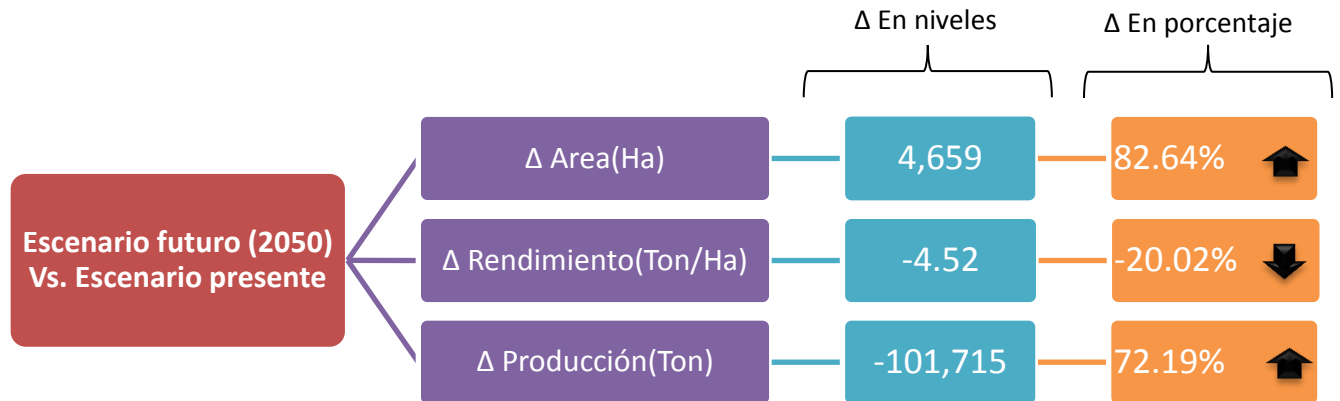 Δ En niveles
Δ En porcentaje
Δ Area(Ha)
4,659
82.64%
Escenario futuro (2050)
Vs. Escenario presente
Δ Rendimiento(Ton/Ha)
-4.52
-20.02%
Δ Producción(Ton)
-101,715
72.19%